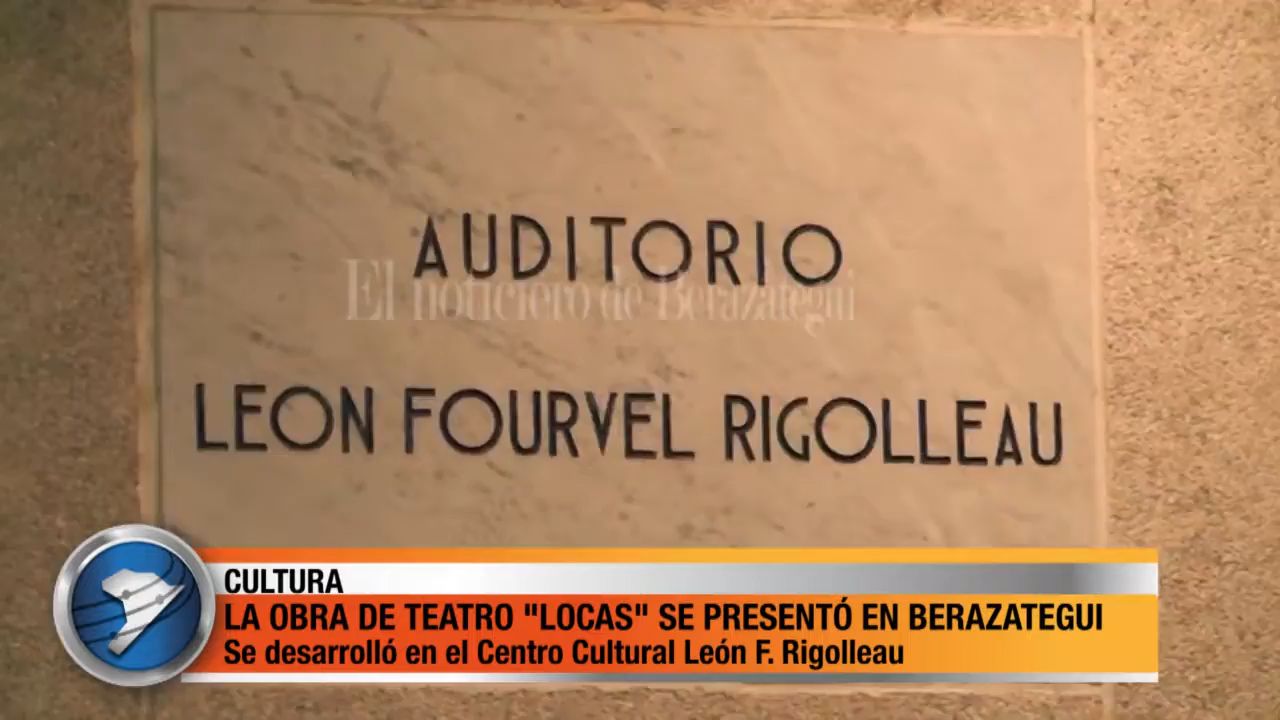 AUDITORIO
El noticiero de Berazategui
LEON FOURVEL RIGOLLEAU
CULTURA
LA OBRA DE TEATRO "LOCAS" SE PRESENTÓ EN BERAZATEGUI
Se desarrolló en el Centro Cultural León F. Rigolleau